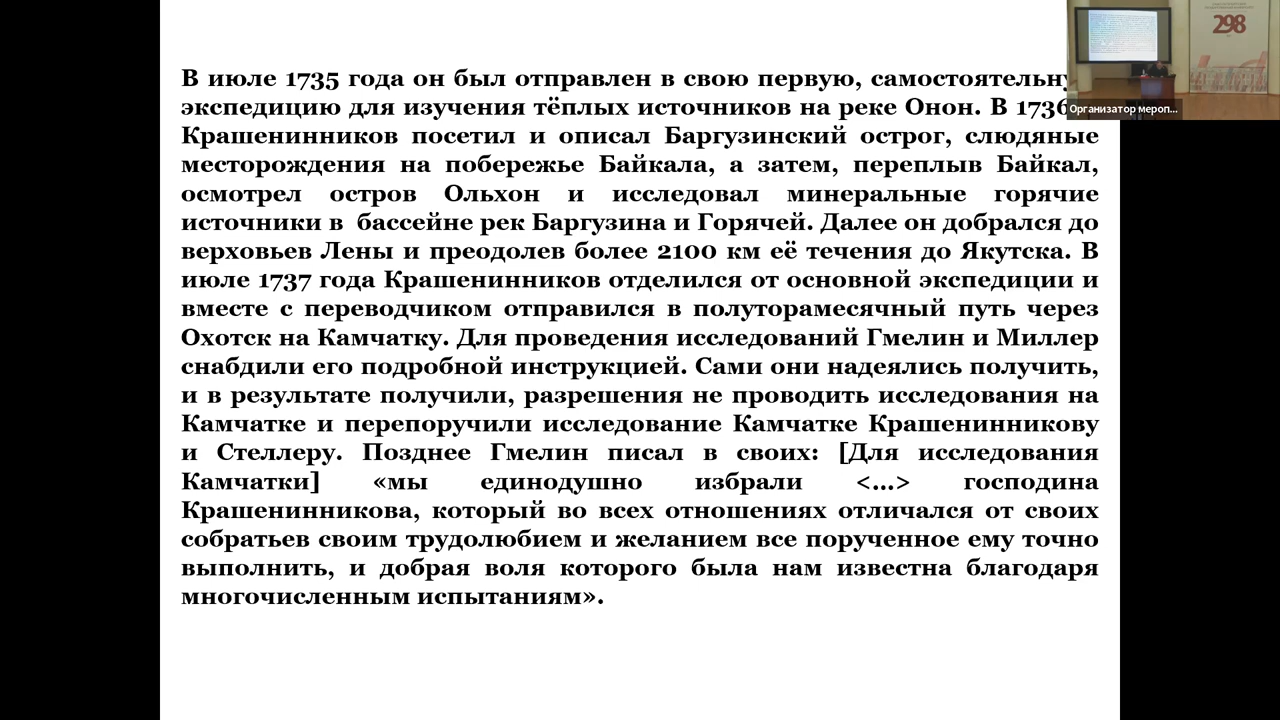 В июле 1735 года он был отправлен в свою первую,
экспедицию для изучения тёплых источников на реке Онон. В 1736
Крашенинников посетил и описал Баргузинский острог, слюдяные
месторождения на побережье Байкала, а затем, переплыв Байкал,
осмотрел остров Ольхон и исследовал минеральные горячие
источники в бассейне рек Баргузина и Горячей. Далее он добрался до
верховьев Лены и преодолев более 2100 км её течения до Якутска. В
июле 1737 года Крашенинников отделился от основной экспедиции и
вместе с переводчиком отправился в полуторамесячный путь через
Охотск на Камчатку. Для проведения исследований Гмелин и Миллер
снабдили его подробной инструкцией. Сами они надеялись получить,
и в результате получили, разрешения не проводить исследования на
Камчатке и перепоручили исследование Камчатке Крашенинникову
и Стеллеру. Позднее Гмелин писал в своих: [Для исследования
Камчатки] «мы единодушно избрали <...> господина
Крашенинникова, который во всех отношениях отличался от своих
собратьев своим трудолюбием и желанием все порученное ему точно
выполнить, и добрая воля которого была нам известна благодаря
многочисленным испытаниям».
298
Организатор мероп...